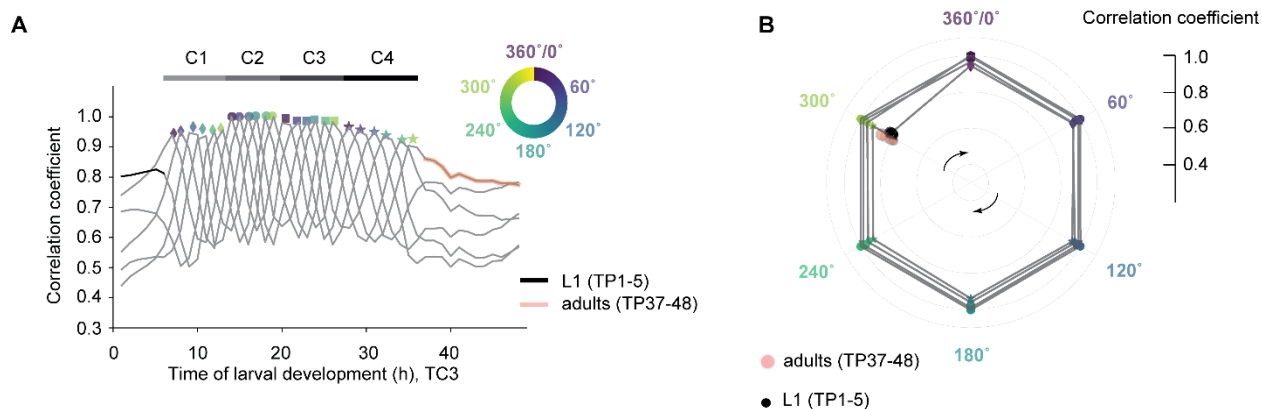 A
C1 C2 C3 C4
360°/0°
300° 60°
240° 120°
180°
1.0
0.9
0.8
0.7
0.6
0.5
0.4
0.3
Correlation coefficient
0 10 20 30 40
Time of larval development (h), TC3
L1 (TP1-5)
adults (TP37-48)
B
360°/0°
Correlation coefficient
1.0
0.8
0.6
0.4
300° 60°
240° 120°
180°
adults (TP37-48)
L1 (TP1-5)